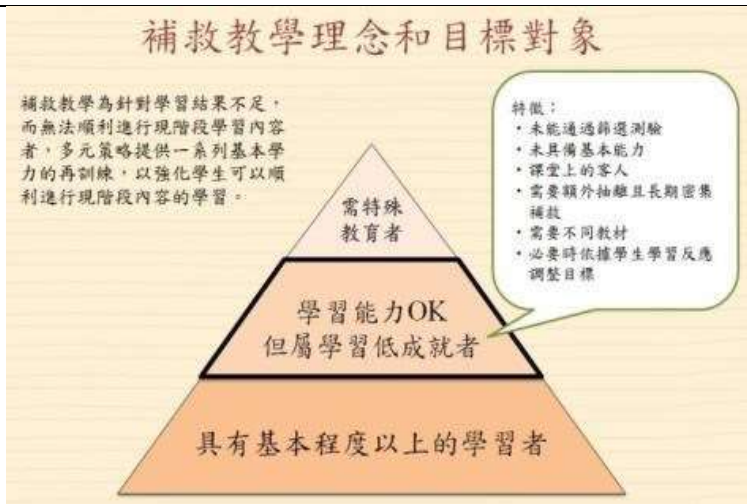 補救教學理念和目標對象
補救教學為針對學習結果不足，
而無法順利進行現階段學習內容
者，多元策略提供一系列基本學
力的再訓練，以強化學生可以順
利進行現階段內容的學習。
特徵：
・未能通過篩選測驗
・未具備基本能力
・課堂上的客人
・需要額外抽離且長期密集
補救
・需要不同教材
・必要時依據學生學習反應
調整目標
需特殊
教育者
學習能力OK
但屬學習低成就者
具有基本程度以上的學習者